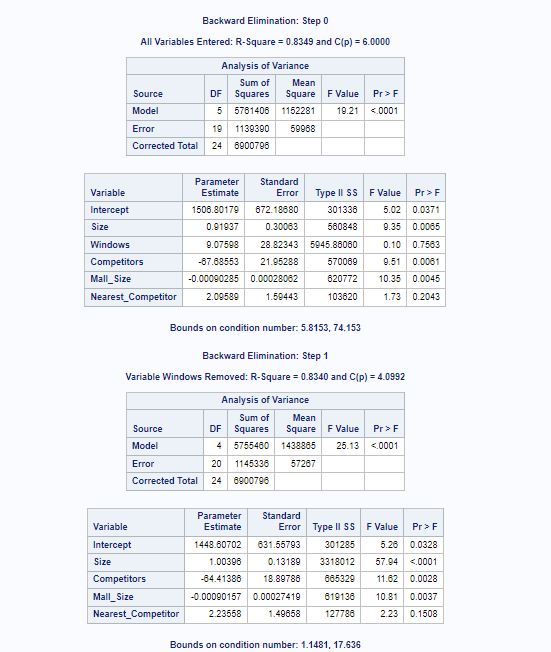 Backward Elimination: Step 0
All Variables Entered: R-Square = 0.8349 and C(p) = 6.0000
Analysis of Variance
Source DF Sum of Squares Mean Square F Value Pr > F
Model 5 5761406 1152281 19.21 <.0001
Error 19 1139390 59968
Corrected Total 24 6900796
Variable Parameter Estimate Standard Error Type II SS F Value Pr > F
Intercept 1506.80179 672.18680 301336 5.02 0.0371
Size 0.91937 0.30063 560848 9.35 0.0065
Windows 9.07598 28.82343 5945.86060 0.10 0.7563
Competitors -67.68553 21.95288 570069 9.51 0.0061
Mall_Size -0.00090285 0.00028062 620772 10.35 0.0045
Nearest_Competitor 2.09589 1.59443 103620 1.73 0.2043
Bounds on condition number: 5.8153, 74.153
Backward Elimination: Step 1
Variable Windows Removed: R-Square = 0.8340 and C(p) = 4.0992
Analysis of Variance
Source DF Sum of Squares Mean Square F Value Pr > F
Model 4 5755460 1438865 25.13 <.0001
Error 20 1145336 57267
Corrected Total 24 6900796
Variable Parameter Estimate Standard Error Type II SS F Value Pr > F
Intercept 1448.60702 631.55793 301285 5.26 0.0328
Size 1.00396 0.13189 3318012 57.94 <.0001
Competitors -64.41386 18.89786 665329 11.62 0.0028
Mall_Size -0.00090157 0.00027419 619136 10.81 0.0037
Nearest_Competitor 2.23558 1.49658 127786 2.23 0.1508
Bounds on condition number: 1.1481, 17.636